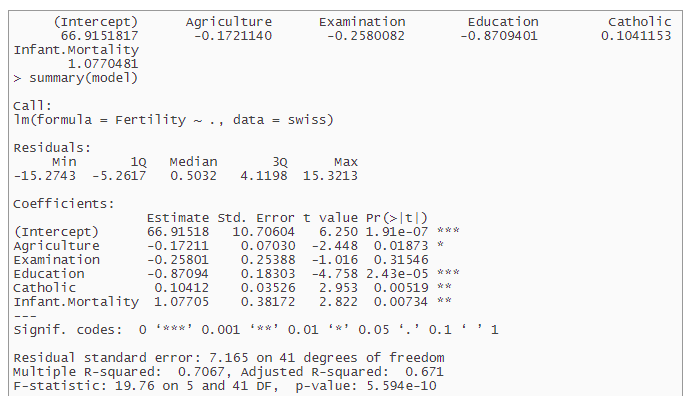 (Intercept) Agriculture Examination Education Catholic
66.9151817 -0.1721140 -0.2580082 -0.8709401 0.1041153
Infant.Mortality
1.0770481
> summary(model)
Call:
lm(formula = Fertility ~ ., data = swiss)
Residuals:
Min 1Q Median 3Q Max
-15.2743 -5.2617 0.5032 4.1198 15.3213
Coefficients:
Estimate Std. Error t value Pr(>|t|)
(Intercept) 66.91518 10.70604 6.250 1.91e-07 ***
Agriculture -0.17211 0.07030 -2.448 0.01873 *
Examination -0.25801 0.25388 -1.016 0.31546
Education -0.87094 0.18303 -4.758 2.43e-05 ***
Catholic 0.10412 0.03526 2.953 0.00519 **
Infant.Mortality 1.07705 0.38172 2.822 0.00734 **
---
Signif. codes: 0 ‘***’ 0.001 ‘**’ 0.01 ‘*’ 0.05 ‘.’ 0.1 ‘ ’ 1
Residual standard error: 7.165 on 41 degrees of freedom
Multiple R-squared: 0.7067, Adjusted R-squared: 0.671
F-statistic: 19.76 on 5 and 41 DF, p-value: 5.594e-10